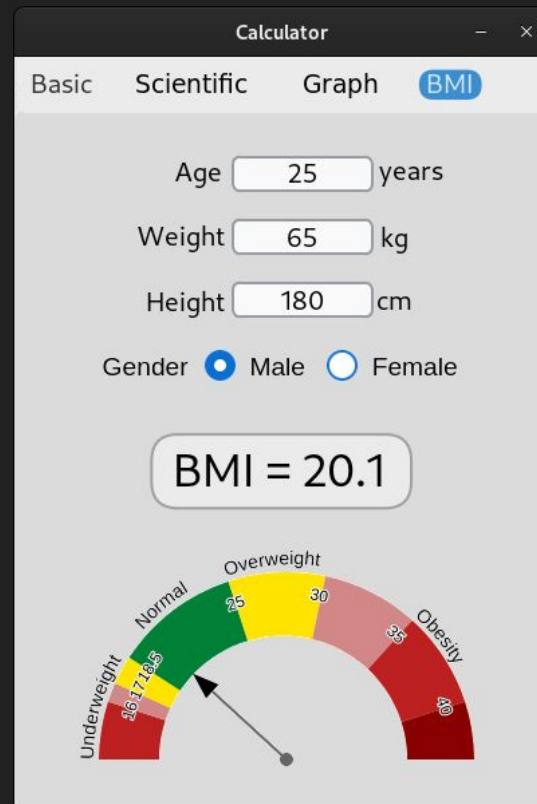 Calculator
Basic Scientific Graph BMI
Age 25 years
Weight 65 kg
Height 180 cm
Gender Male Female
BMI = 20.1
Underweight
Normal
Overweight
Obesity
16
17
18.5
25
30
35
40